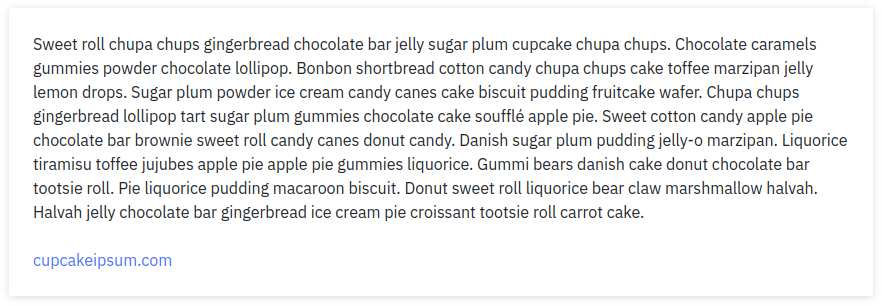 Sweet roll chupa chups gingerbread chocolate bar jelly sugar plum cupcake chupa chups. Chocolate caramels
gummies powder chocolate lollipop. Bonbon shortbread cotton candy chupa chups cake toffee marzipan jelly
lemon drops. Sugar plum powder ice cream candy canes cake biscuit pudding fruitcake wafer. Chupa chups
gingerbread lollipop tart sugar plum gummies chocolate cake soufflé apple pie. Sweet cotton candy apple pie
chocolate bar brownie sweet roll candy canes donut candy. Danish sugar plum pudding jelly-o marzipan. Liquorice
tiramisu toffee jujubes apple pie apple pie gummies liquorice. Gummi bears danish cake donut chocolate bar
tootsie roll. Pie liquorice pudding macaroon biscuit. Donut sweet roll liquorice bear claw marshmallow halvah.
Halvah jelly chocolate bar gingerbread ice cream pie croissant tootsie roll carrot cake.
cupcakeipsum.com